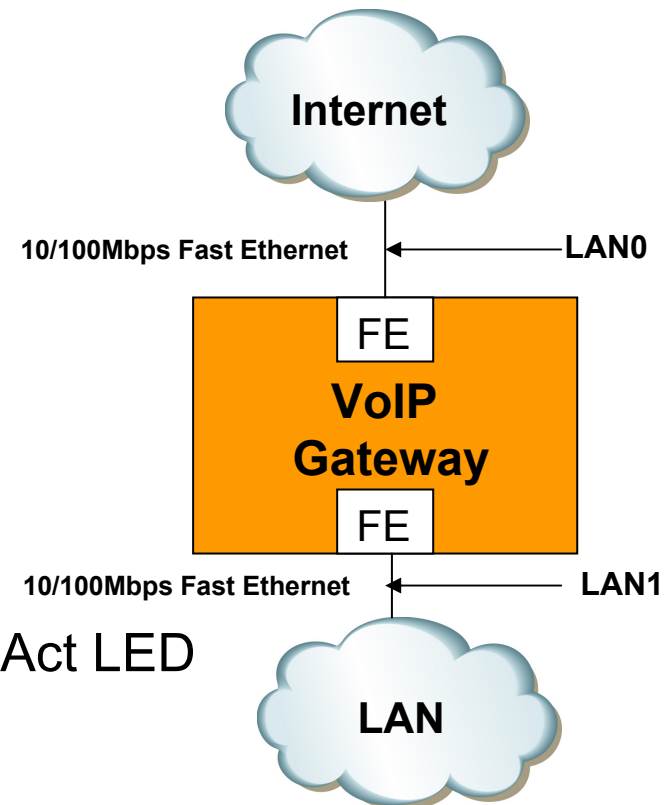 Internet
10/100Mbps Fast Ethernet
LAN0
FE
VoIP
Gateway
FE
10/100Mbps Fast Ethernet
LAN1
Act LED
LAN